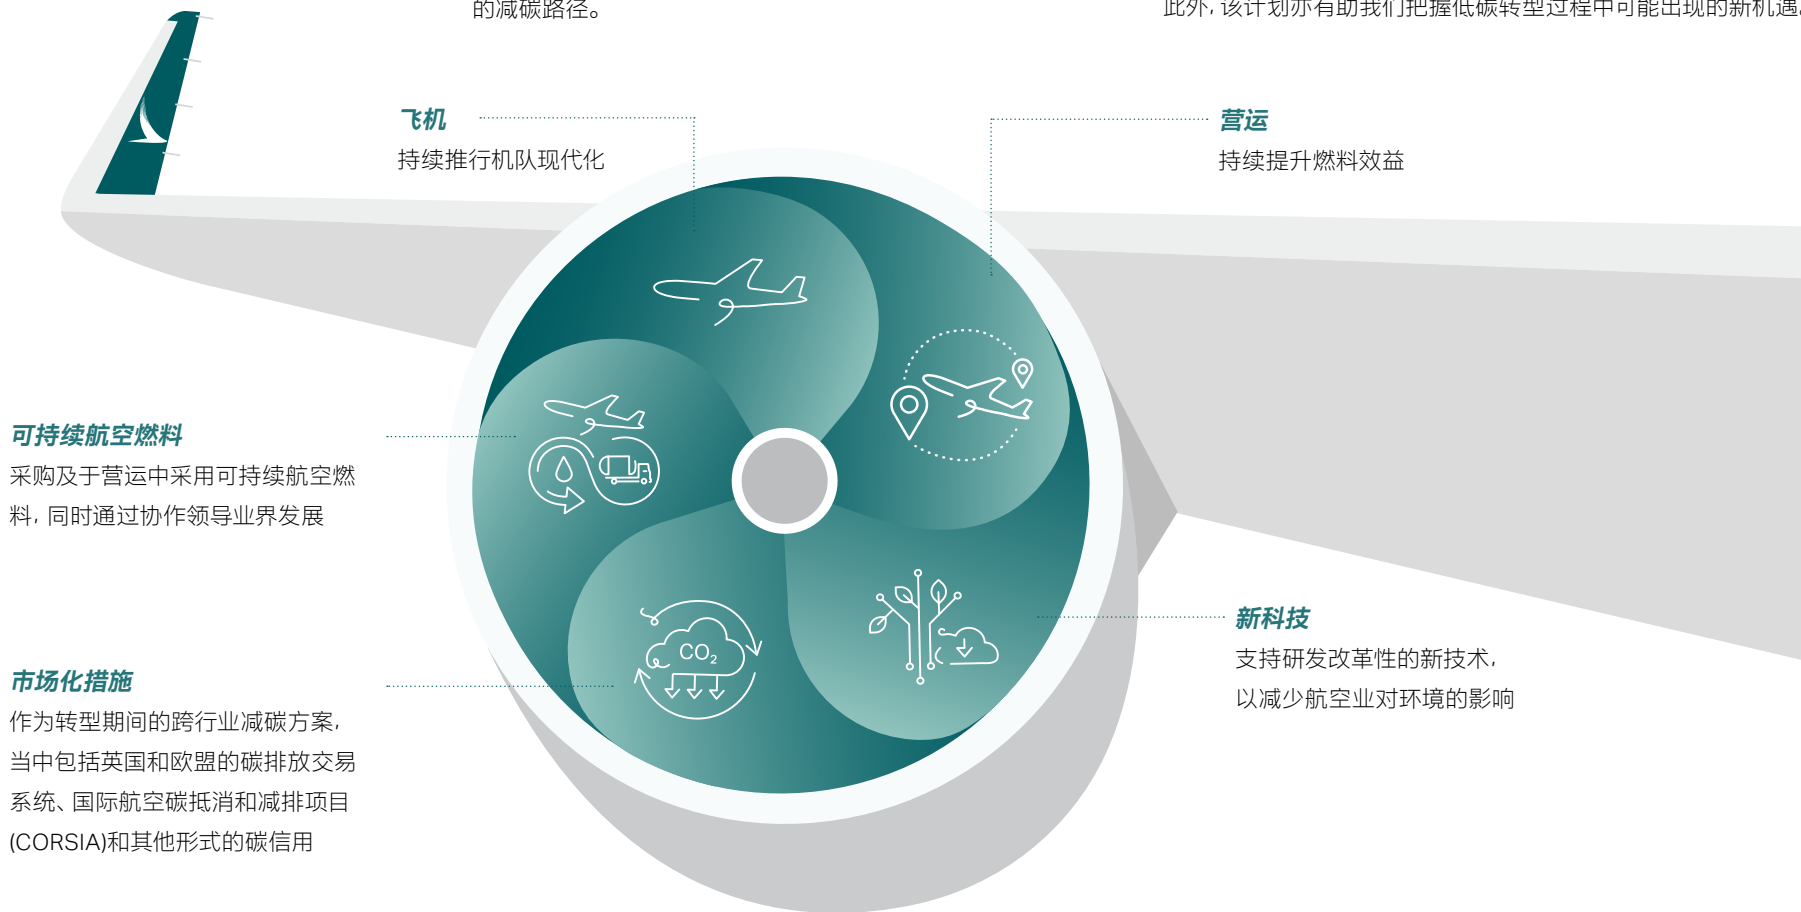 的减碳路径。
此外，该计划亦有助我们把握低碳转型过程中可能出现的新机遇。
飞机
持续推行机队现代化
营运
持续提升燃料效益
可持续航空燃料
采购及于营运中采用可持续航空燃
料，同时通过协作领导业界发展
新科技
支持研发改革性的新技术，
以减少航空业对环境的影响
市场化措施
作为转型期间的跨行业减碳方案，
当中包括英国和欧盟的碳排放交易
系统、国际航空碳抵消和减排项目
(CORSIA)和其他形式的碳信用
CO₂